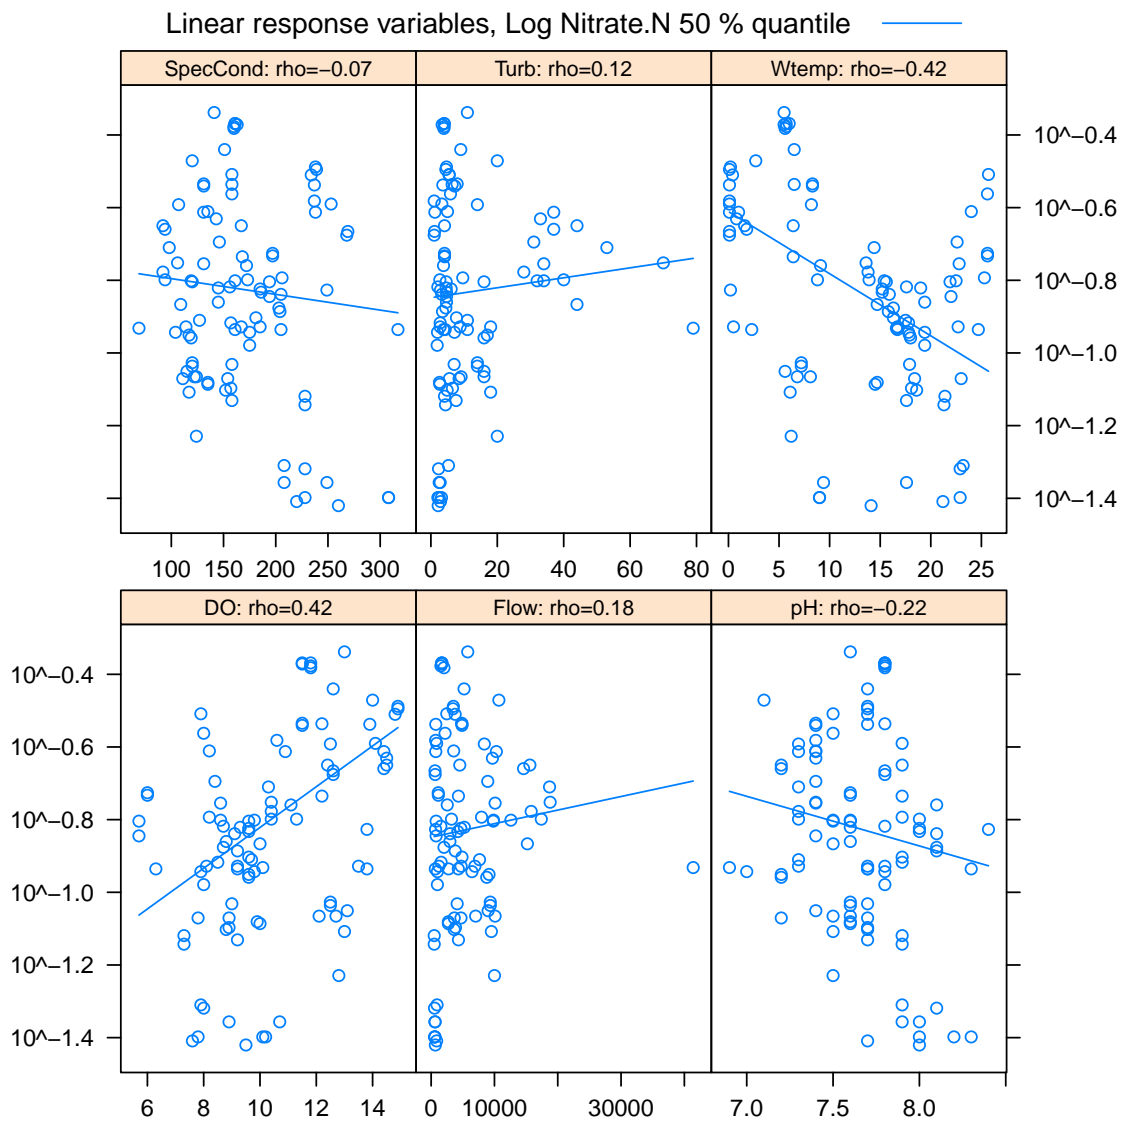 Linear response variables, Log Nitrate.N 50 % quantile
SpecCond: rho=−0.07 Turb: rho=0.12 Wtemp: rho=−0.42
10^−0.4
10^−0.6
10^−0.8
10^−1.0
10^−1.2
10^−1.4
100 150 200 250 300 0 20 40 60 80 0 5 10 15 20 25
DO: rho=0.42 Flow: rho=0.18 pH: rho=−0.22
10^−0.4
10^−0.6
10^−0.8
10^−1.0
10^−1.2
10^−1.4
6 8 10 12 14 0 10000 30000 7.0 7.5 8.0